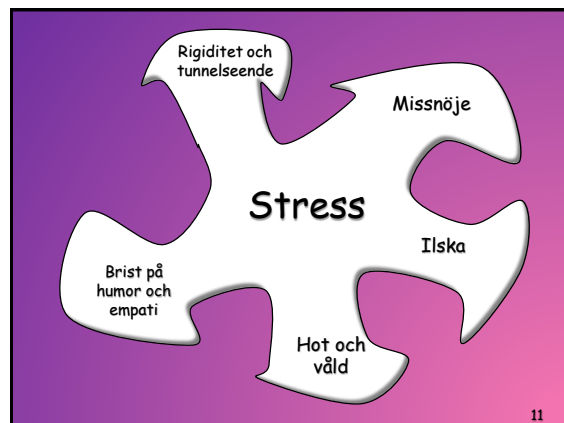 Rigiditet och
tunnelseende
Missnöje
Stress
Ilska
Brist på
humor och
empati
Hot och
våld
11